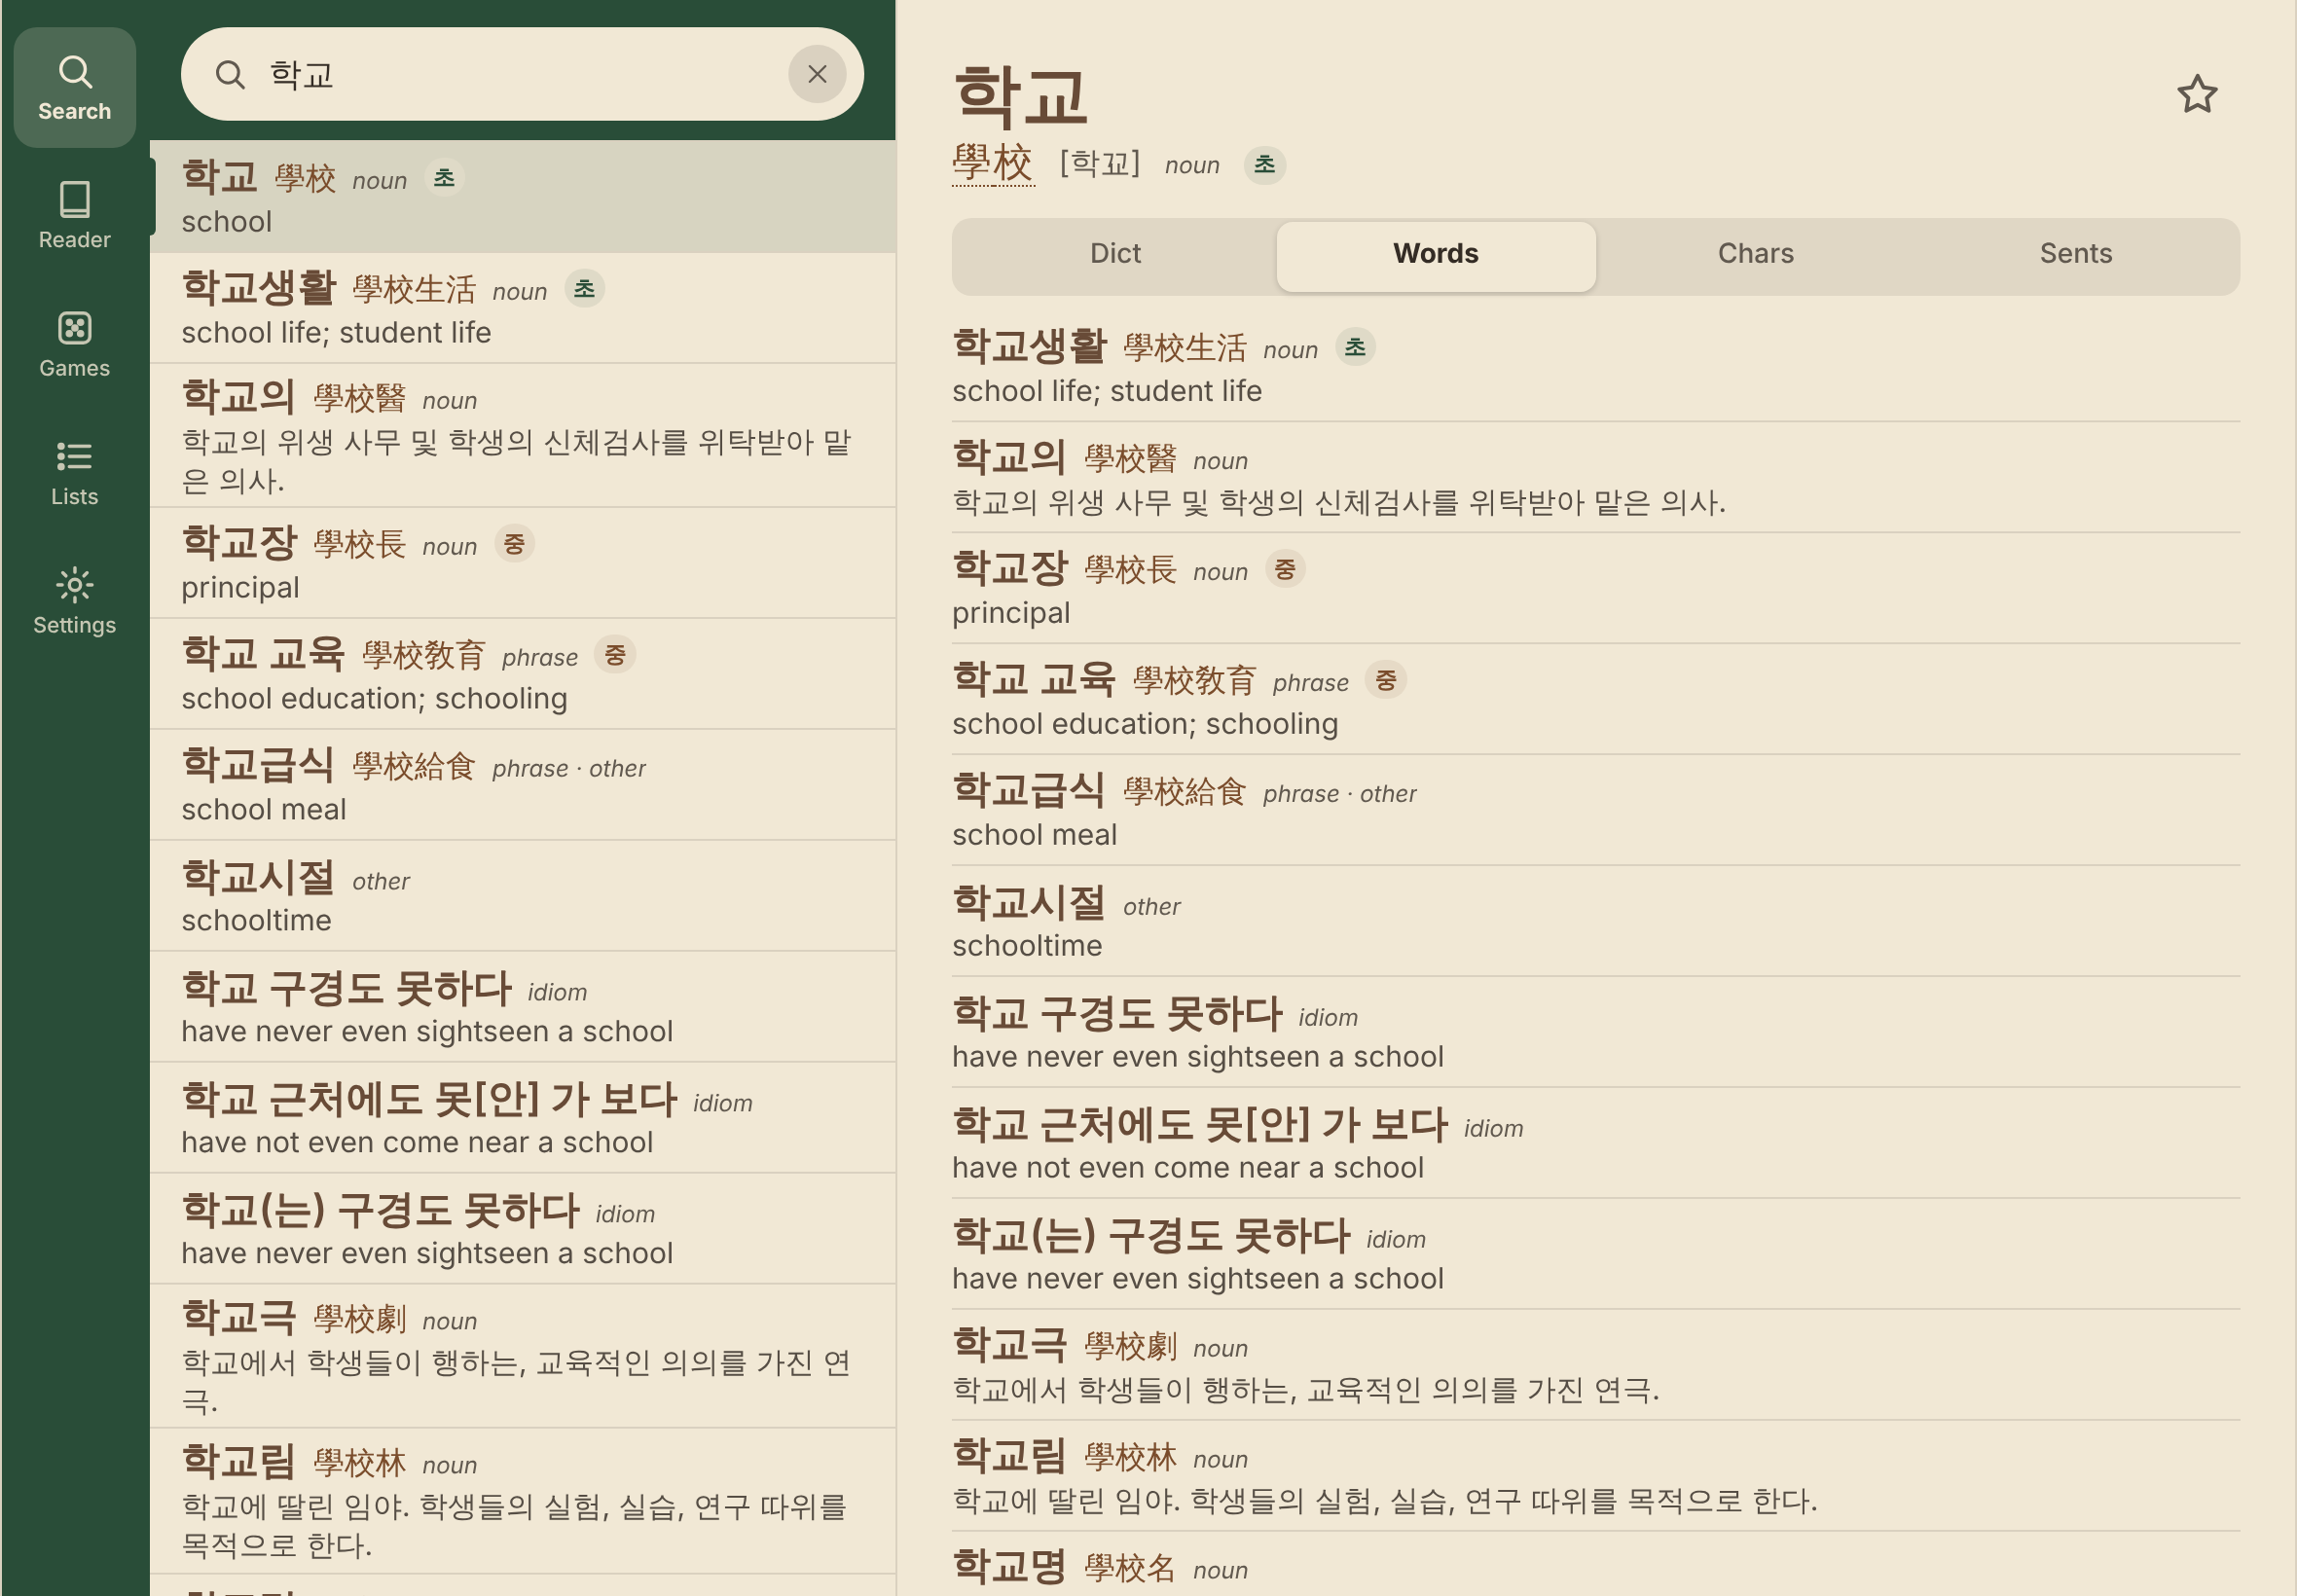 Search
Reader
Games
Lists
Settings
학교
학교 學校 noun 초
school
학교생활 學校生活 noun 초
school life; student life
학교의 學校醫 noun
학교의 위생 사무 및 학생의 신체검사를 위탁받아 맡
은 의사.
학교장 學校長 noun 중
principal
학교 교육 學校敎育 phrase 중
school education; schooling
학교급식 學校給食 phrase · other
school meal
학교시절 other
schooltime
학교 구경도 못하다 idiom
have never even sightseen a school
학교 근처에도 못[안] 가 보다 idiom
have not even come near a school
학교(는) 구경도 못하다 idiom
have never even sightseen a school
학교극 學校劇 noun
학교에서 학생들이 행하는, 교육적인 의의를 가진 연
극.
학교림 學校林 noun
학교에 딸린 임야. 학생들의 실험, 실습, 연구 따위를
목적으로 한다.
학교
學校 [학꾜] noun 초
Dict Words Chars Sents
학교생활 學校生活 noun 초
school life; student life
학교의 學校醫 noun
학교의 위생 사무 및 학생의 신체검사를 위탁받아 맡은 의사.
학교장 學校長 noun 중
principal
학교 교육 學校敎育 phrase 중
school education; schooling
학교급식 學校給食 phrase · other
school meal
학교시절 other
schooltime
학교 구경도 못하다 idiom
have never even sightseen a school
학교 근처에도 못[안] 가 보다 idiom
have not even come near a school
학교(는) 구경도 못하다 idiom
have never even sightseen a school
학교극 學校劇 noun
학교에서 학생들이 행하는, 교육적인 의의를 가진 연극.
학교림 學校林 noun
학교에 딸린 임야. 학생들의 실험, 실습, 연구 따위를 목적으로 한다.
학교명 學校名 noun